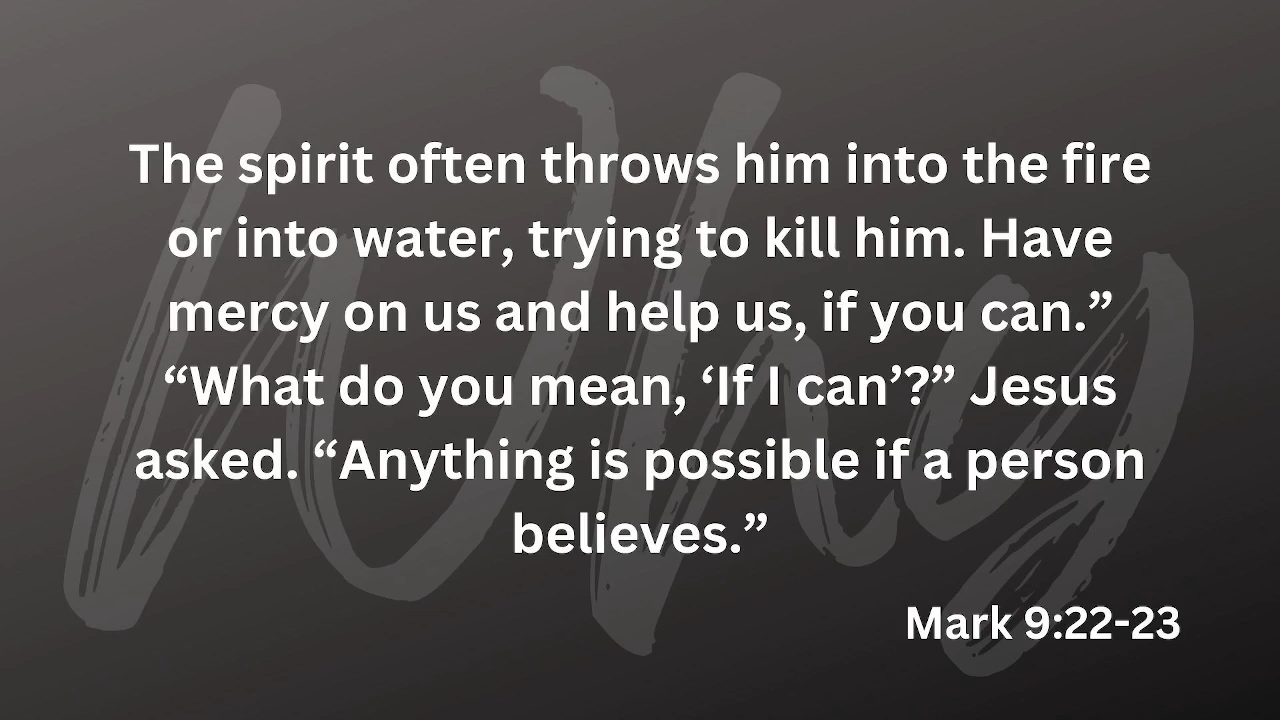 Why
The spirit often throws him into the fire
or into water, trying to kill him. Have
mercy on us and help us, if you can.”
“What do you mean, ‘If I can’?” Jesus
asked. “Anything is possible if a person
believes.”
Mark 9:22-23